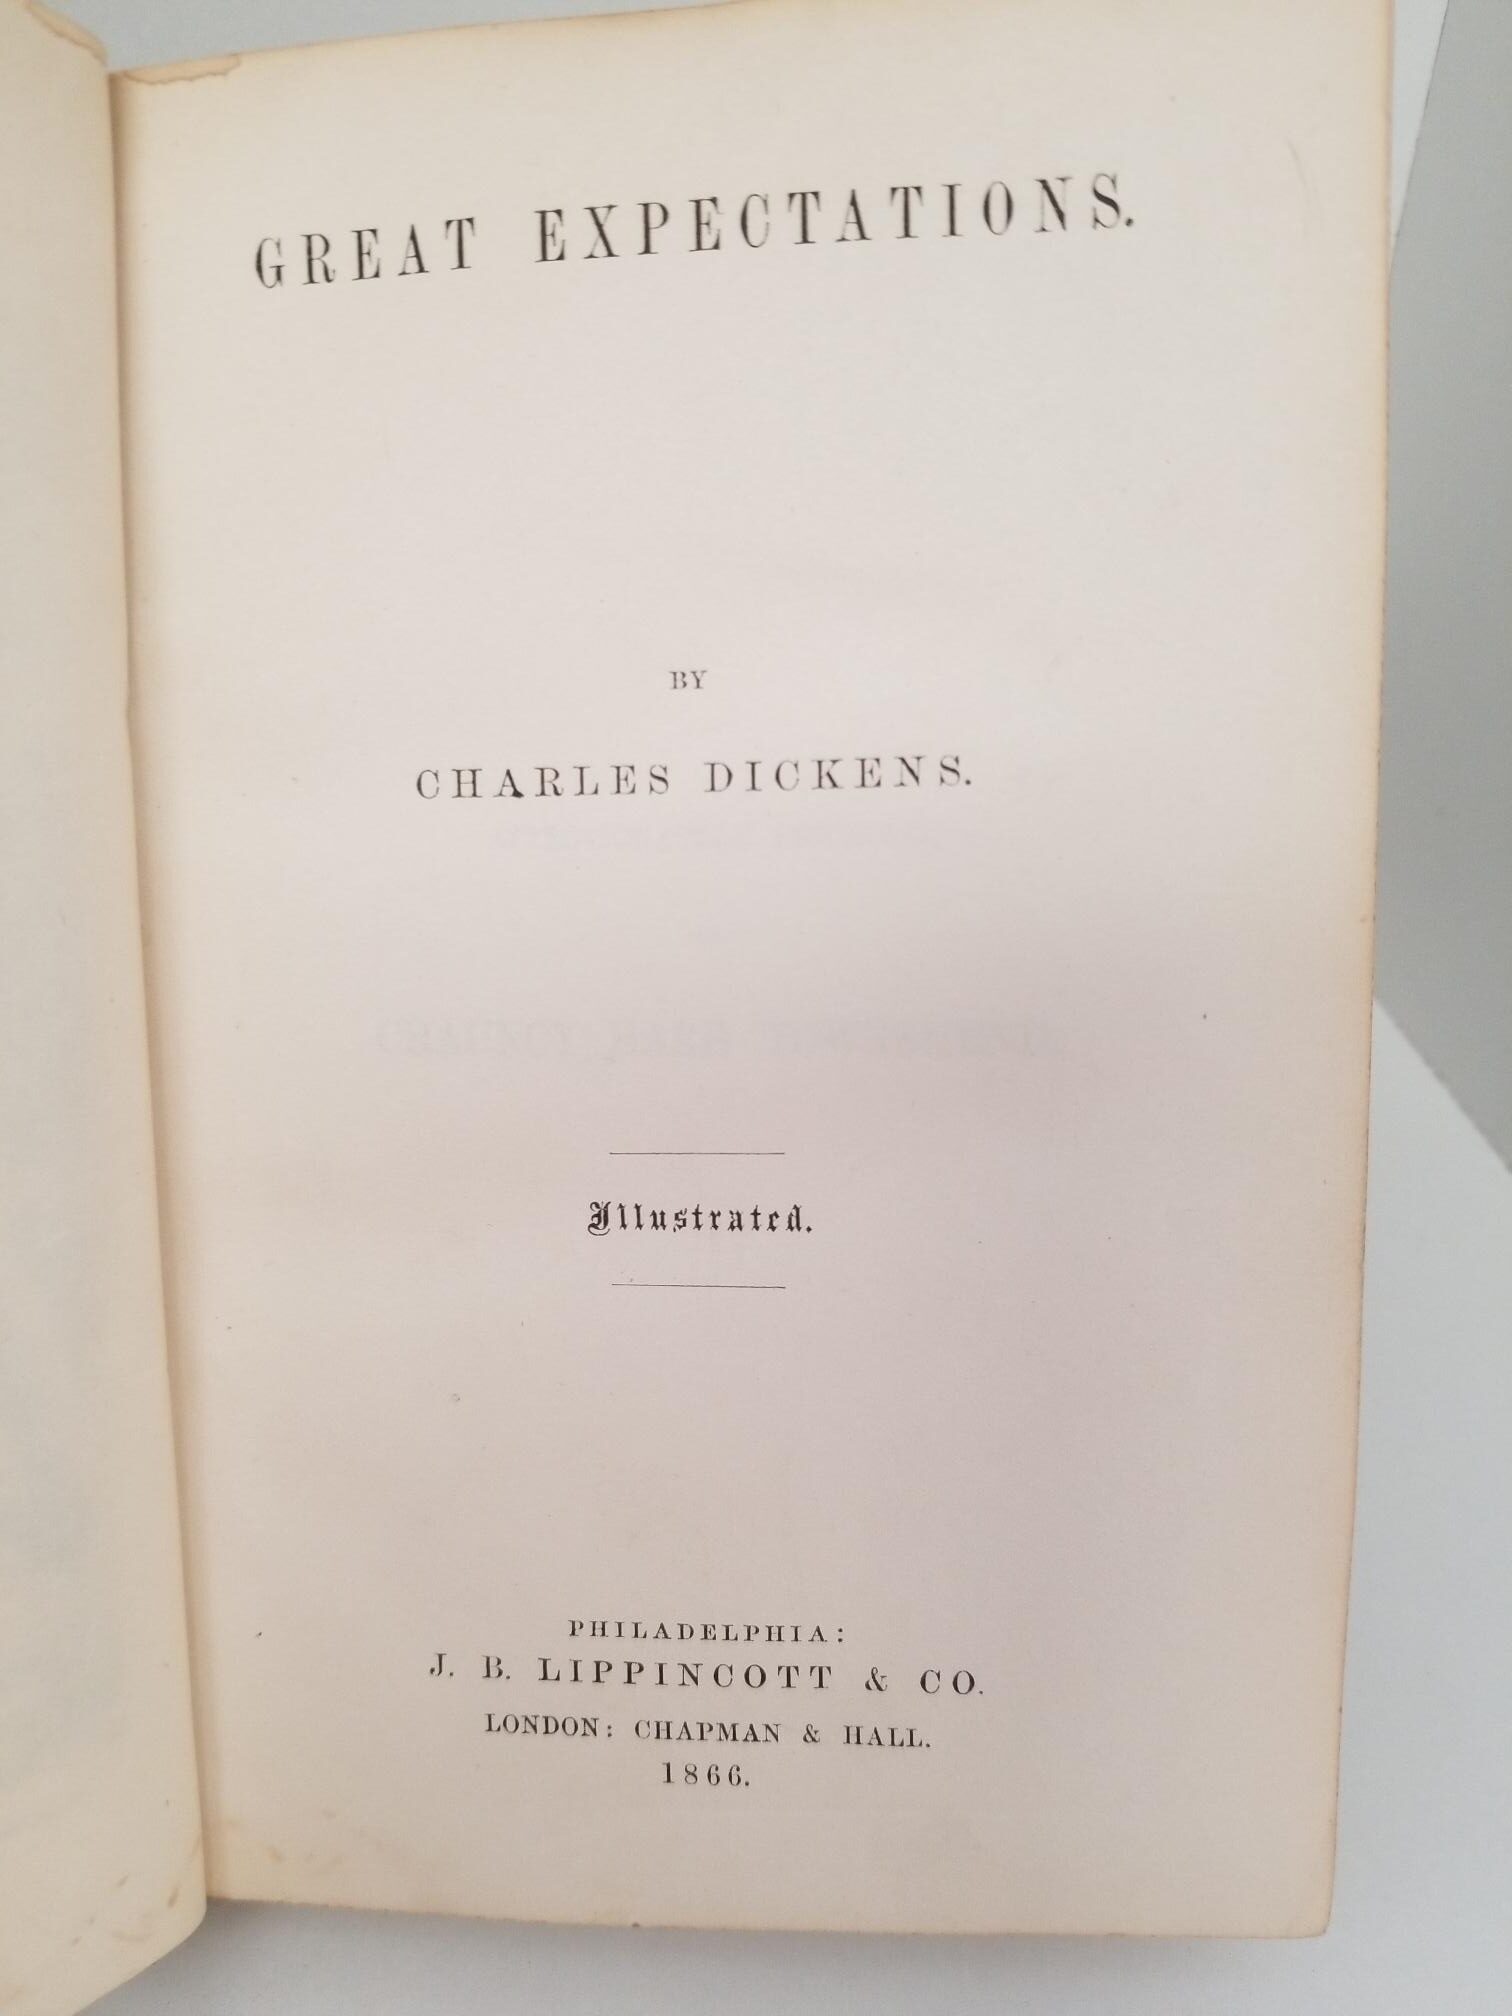 GREAT EXPECTATIONS.
BY
CHARLES DICKENS.
Illustrated.
PHILADELPHIA:
J. B. LIPPINCOTT & CO.
LONDON: CHAPMAN & HALL.
1866.